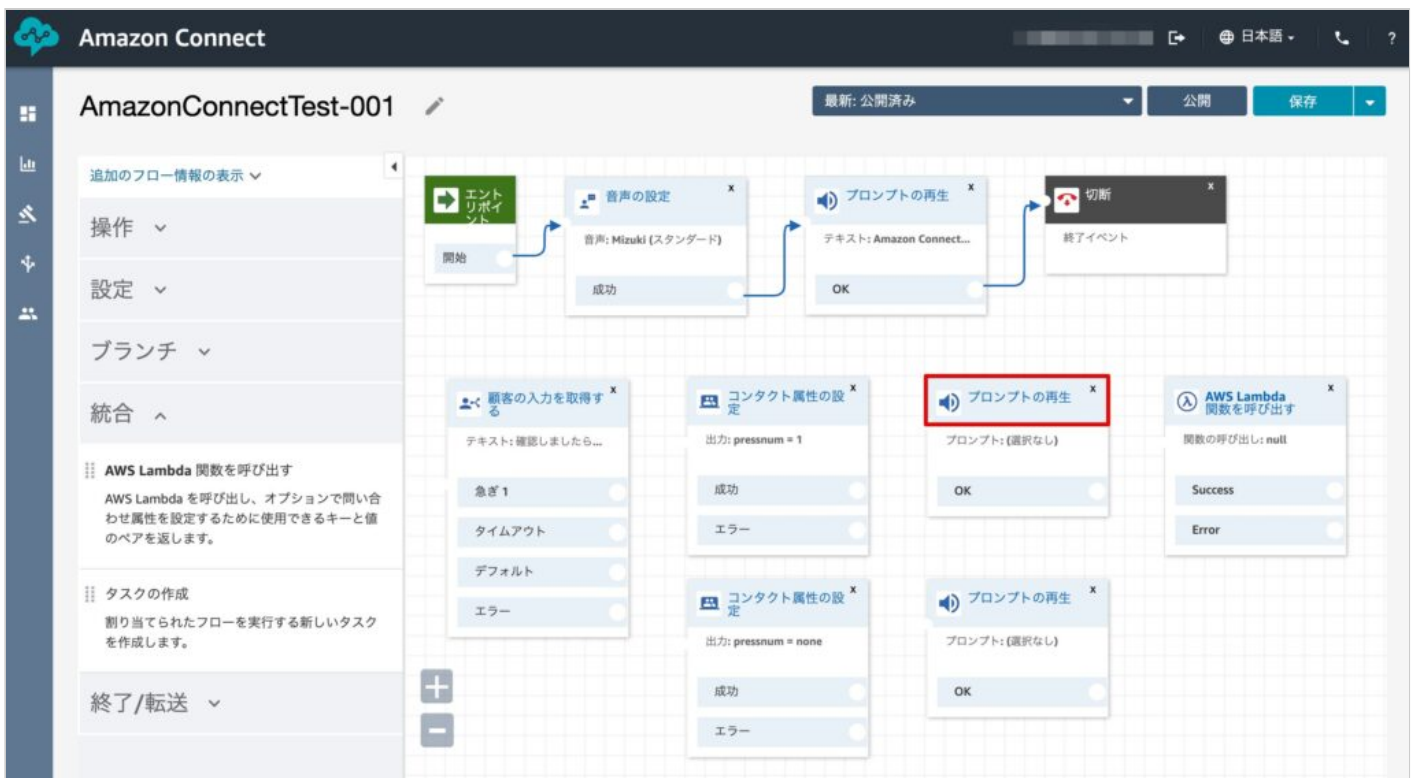 Amazon Connect
日本語
?
AmazonConnectTest-001
最新: 公開済み
公開
保存
追加のフロー情報の表示
操作
設定
ブランチ
統合
AWS Lambda 関数を呼び出す
AWS Lambda を呼び出し、オプションで問い合
わせ属性を設定するために使用できるキーと値
のペアを返します。
タスクの作成
割り当てられたフローを実行する新しいタスク
を作成します。
終了/転送
エント
リポイ
ント
開始
音声の設定
x
音声: Mizuki (スタンダード)
成功
プロンプトの再生
x
テキスト: Amazon Connect...
OK
切断
x
終了イベント
顧客の入力を取得す
る
x
テキスト: 確認しましたら...
急ぎ 1
タイムアウト
デフォルト
エラー
コンタクト属性の設
定
x
出力: pressnum = 1
成功
エラー
プロンプトの再生
x
プロンプト: (選択なし)
OK
AWS Lambda
関数を呼び出す
x
関数の呼び出し: null
Success
Error
コンタクト属性の設
定
x
出力: pressnum = none
成功
エラー
プロンプトの再生
x
プロンプト: (選択なし)
OK